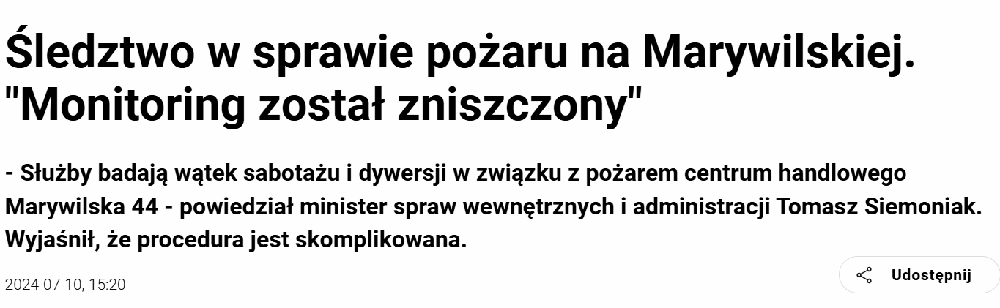 Śledztwo w sprawie pożaru na Marywilskiej.
"Monitoring został zniszczony"
- Służby badają wątek sabotażu i dywersji w związku z pożarem centrum handlowego
Marywilska 44 - powiedział minister spraw wewnętrznych i administracji Tomasz Siemoniak.
Wyjaśnił, że procedura jest skomplikowana.
2024-07-10, 15:20
Udostępnij